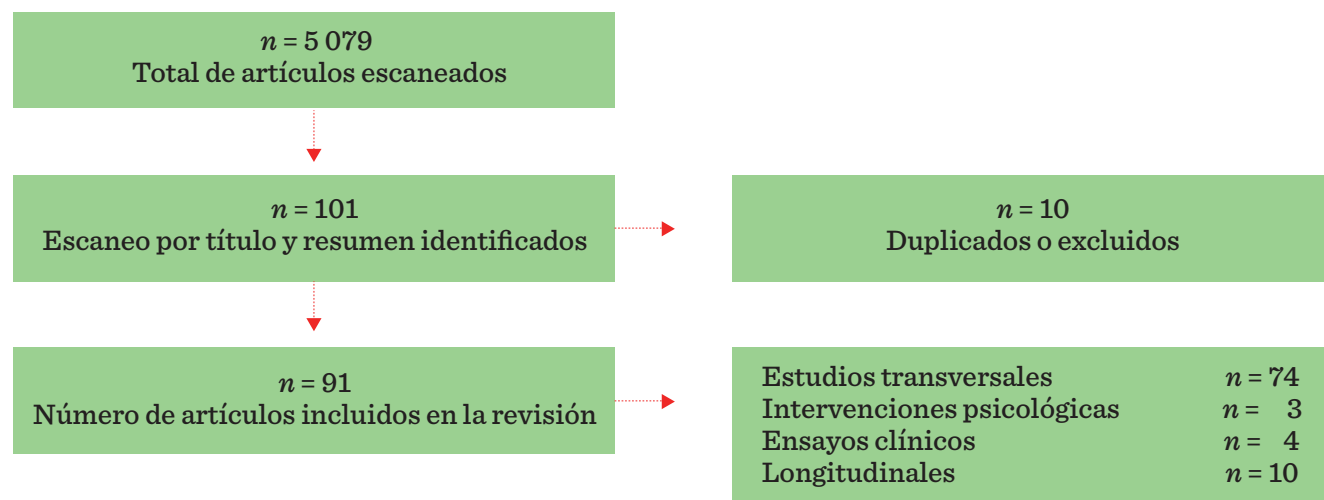 n = 5 079
Total de artículos escaneados
n = 101
Escaneo por título y resumen identificados
n = 10
Duplicados o excluidos
n = 91
Número de artículos incluidos en la revisión
Estudios transversales n = 74
Intervenciones psicológicas n = 3
Ensayos clínicos n = 4
Longitudinales n = 10